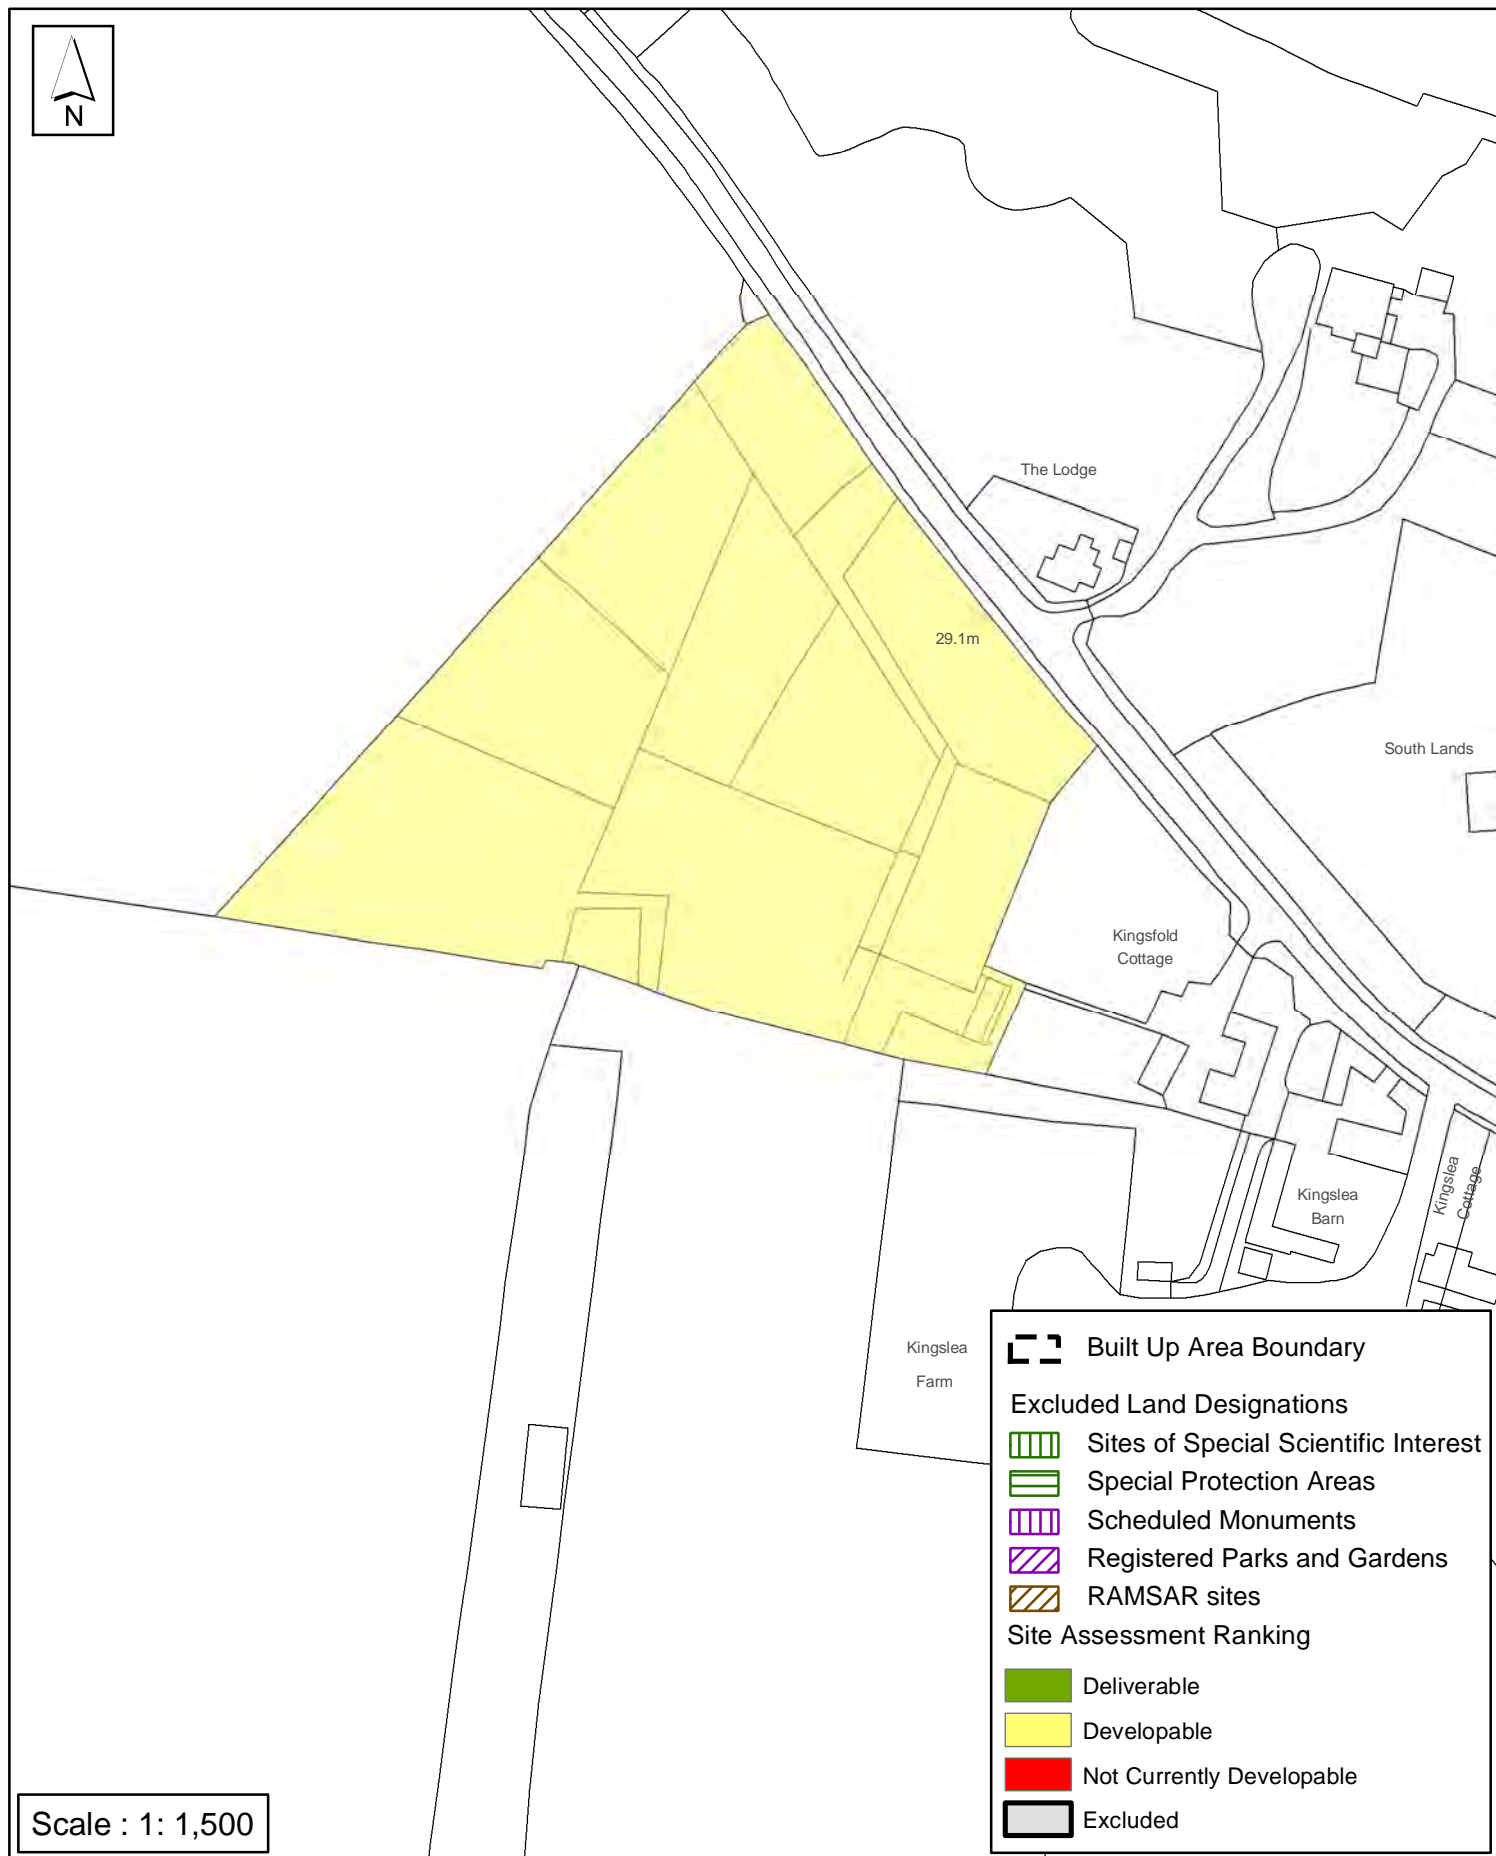 N
The Lodge
29.1m
South Lands
Kingsfold
Cottage
Kingslea
Cottage
Kingslea
Barn
Kingslea
Farm
Built Up Area Boundary
Excluded Land Designations
Sites of Special Scientific Interest
Special Protection Areas
Scheduled Monuments
Registered Parks and Gardens
RAMSAR sites
Site Assessment Ranking
Deliverable
Developable
Not Currently Developable
Excluded
Scale : 1: 1,500